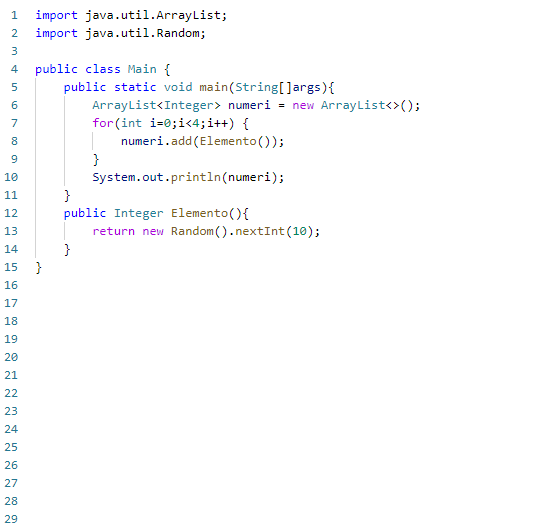 1 import java.util.ArrayList;
2 import java.util.Random;
3
4 public class Main {
5     public static void main(String[]args){
6         ArrayList<Integer> numeri = new ArrayList<>();
7         for(int i=0;i<4;i++) {
8             numeri.add(Elemento());
9         }
10         System.out.println(numeri);
11     }
12     public Integer Elemento(){
13         return new Random().nextInt(10);
14     }
15 }
16
17
18
19
20
21
22
23
24
25
26
27
28
29